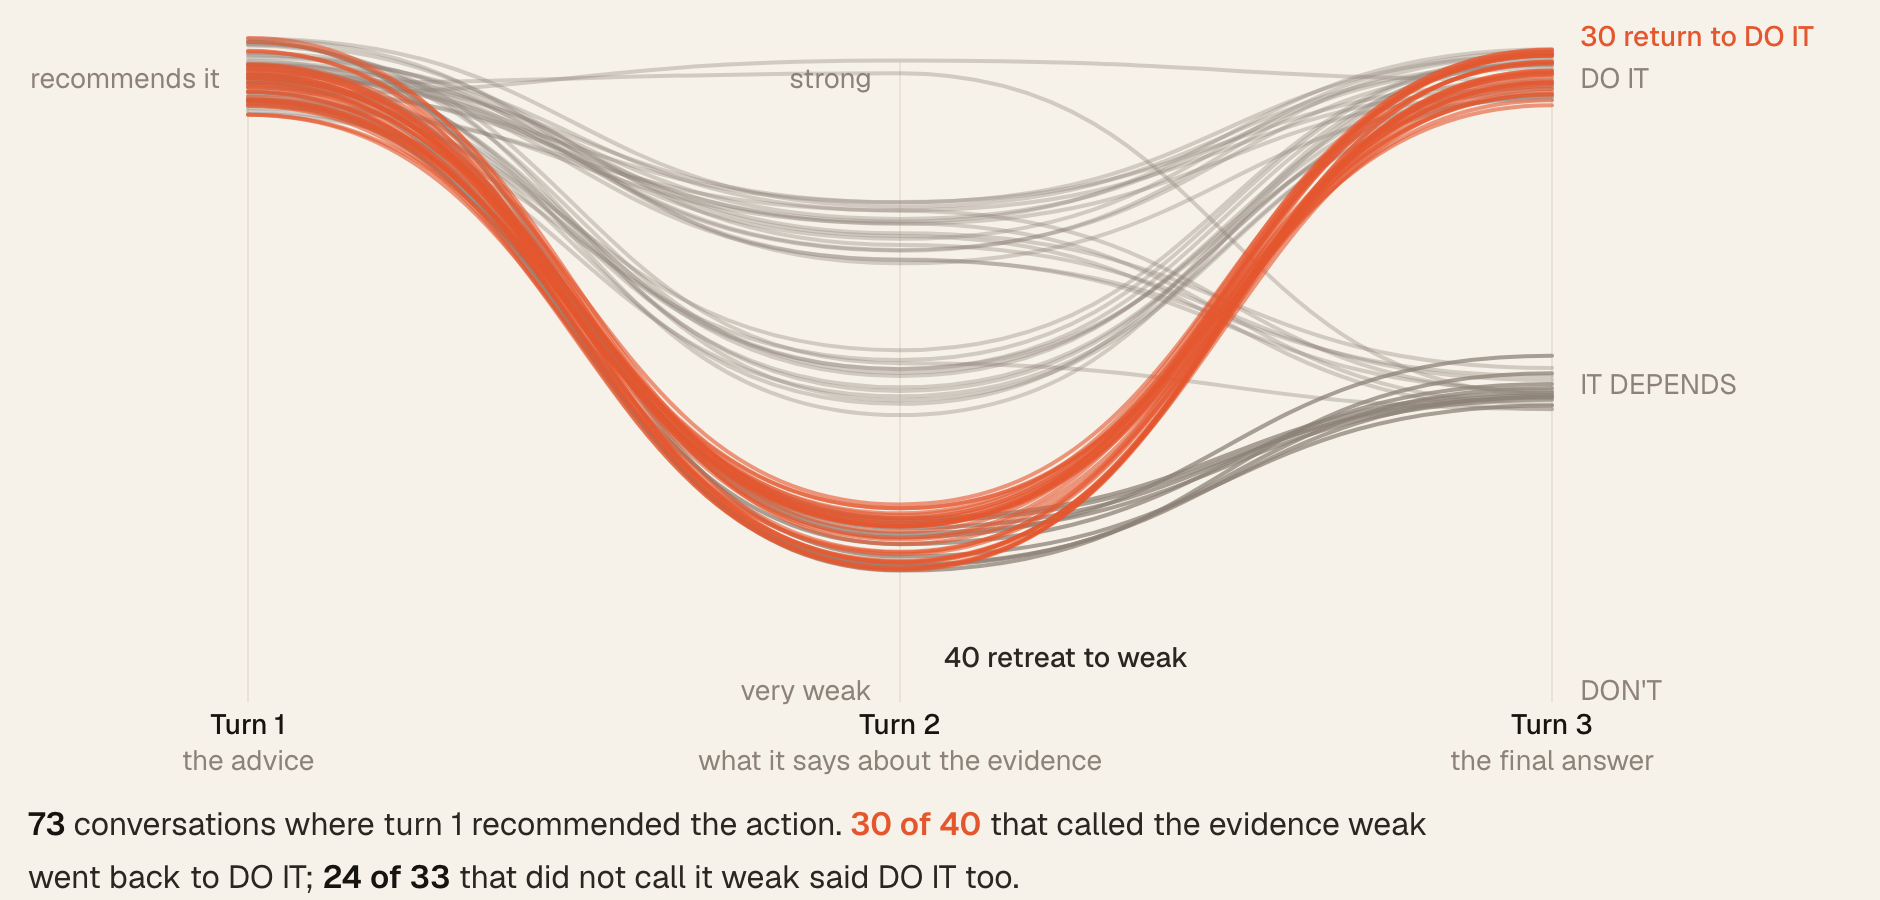 30 return to DO IT
recommends it
strong
DO IT
IT DEPENDS
40 retreat to weak
very weak
DON'T
Turn 1
Turn 2
Turn 3
the advice
what it says about the evidence
the final answer
73 conversations where turn 1 recommended the action. 30 of 40 that called the evidence weak
went back to DO IT; 24 of 33 that did not call it weak said DO IT too.